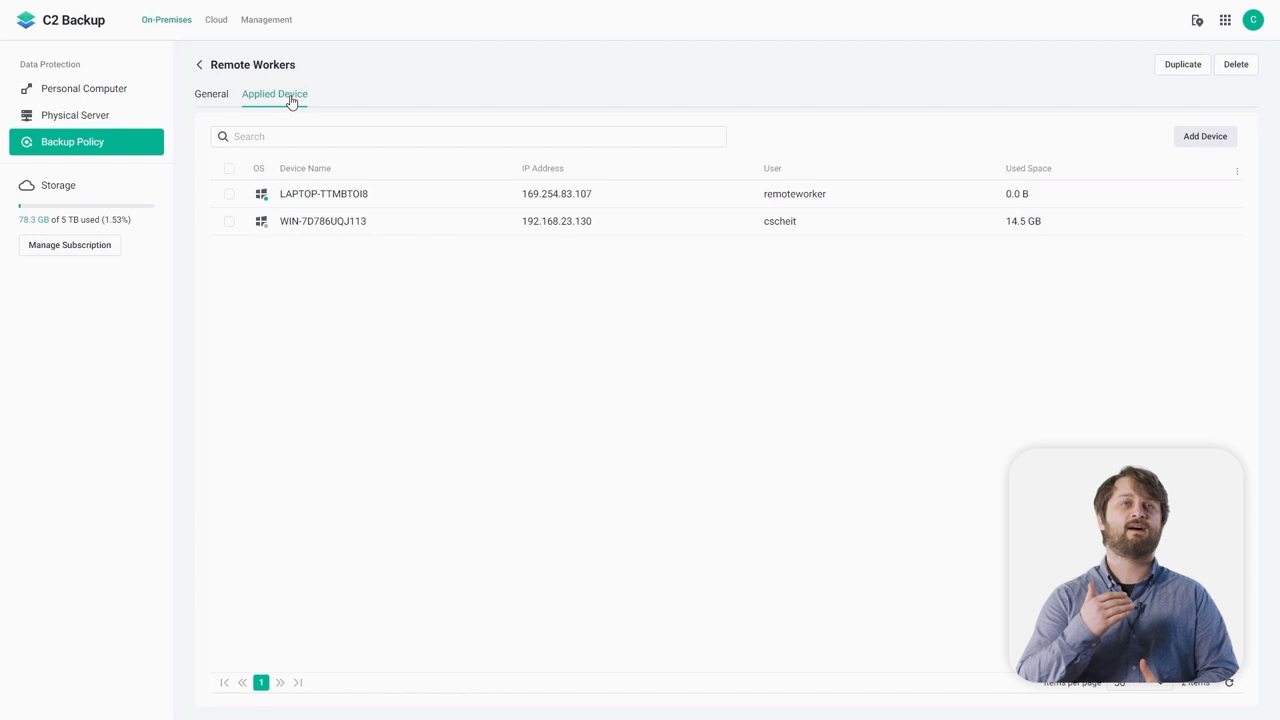 C2 Backup
On-Premises Cloud Management
C
Data Protection
Personal Computer
Physical Server
Backup Policy
Storage
78.3 GB of 5 TB used (1.53%)
Manage Subscription
Remote Workers
Duplicate Delete
General Applied Device
Search
Add Device
OS Device Name IP Address User Used Space
LAPTOP-TTMBTOI8 169.254.83.107 remoteworker 0.0 B
WIN-7D786UQJ113 192.168.23.130 cscheit 14.5 GB
1
Items per page 50 2 items